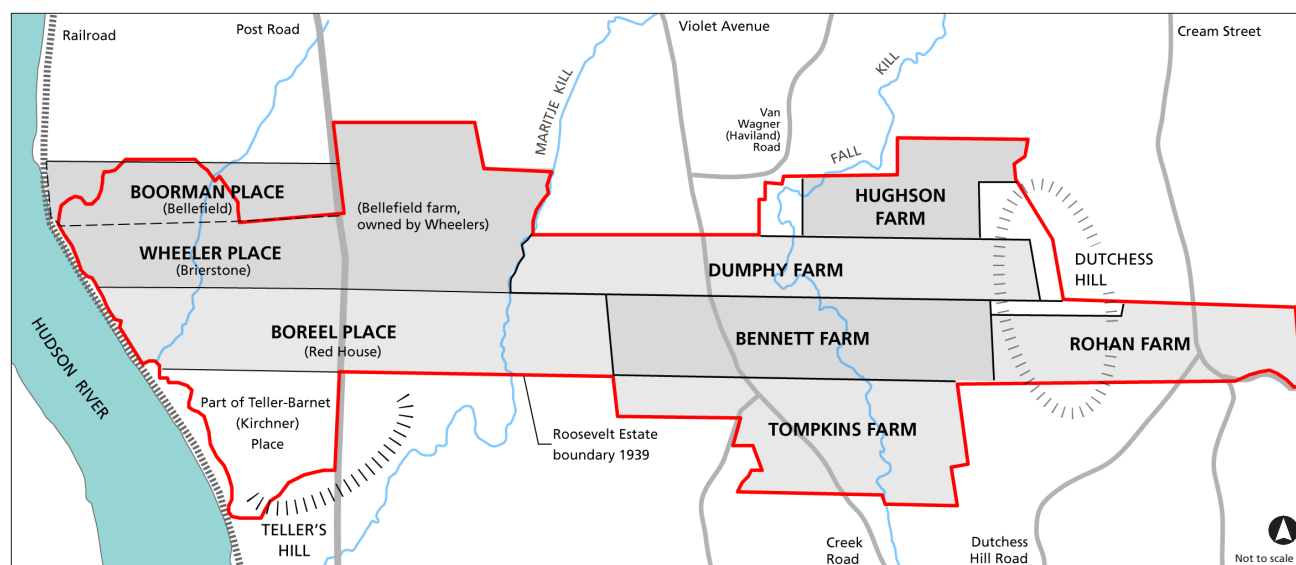 Railroad
Post Road
Violet Avenue
Cream Street
MARITJE KILL
KILL
Van
Wagner
(Haviland)
Road
FALL
BOORMAN PLACE
(Bellefield)
(Bellefield farm,
owned by Wheelers)
HUGHSON
FARM
WHEELER PLACE
(Brierstone)
DUMPHY FARM
DUTCHESS
HILL
HUDSON RIVER
BOREEL PLACE
(Red House)
BENNETT FARM
ROHAN FARM
Part of Teller-Barnet
(Kirchner)
Place
Roosevelt Estate
boundary 1939
TOMPKINS FARM
TELLER'S
HILL
Creek
Road
Dutchess
Hill Road
Not to scale